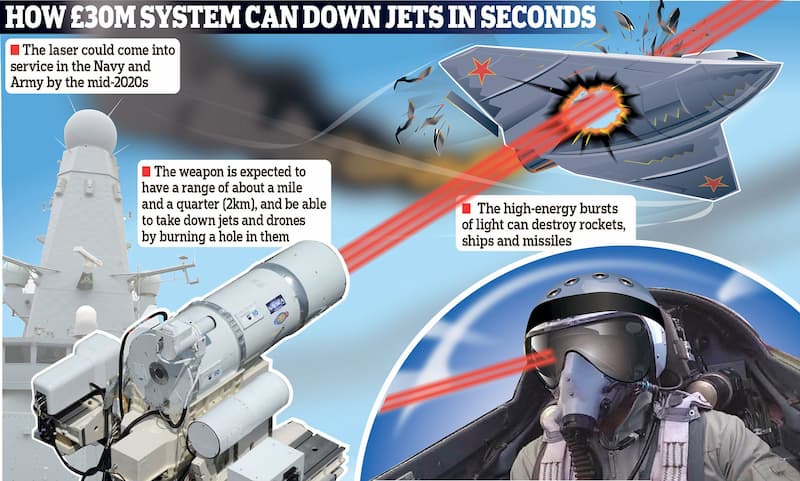 HOW £30M SYSTEM CAN DOWN JETS IN SECONDS
The laser could come into
service in the Navy and
Army by the mid-2020s
The weapon is expected to
have a range of about a mile
and a quarter (2km), and be able
to take down jets and drones
by burning a hole in them
The high-energy bursts
of light can destroy rockets,
ships and missiles